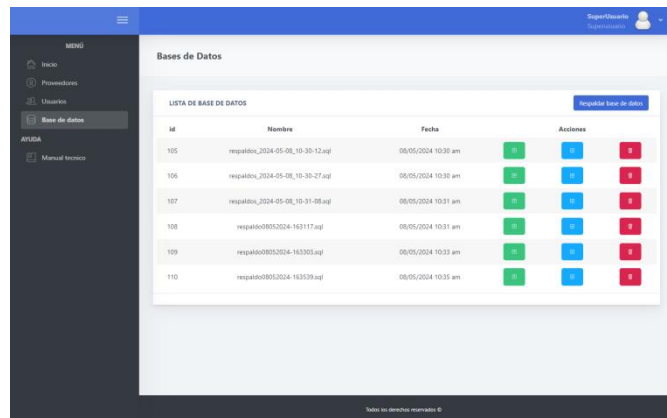 SuperUsuario
Superusuario
MENÚ
Inicio
Proveedores
Usuarios
Base de datos
AYUDA
Manual tecnico
Bases de Datos
LISTA DE BASE DE DATOS
Respaldar base de datos
id Nombre Fecha Acciones
105 respaldos_2024-05-08_10-30-12.sql 08/05/2024 10:30 am
106 respaldos_2024-05-08_10-30-27.sql 08/05/2024 10:30 am
107 respaldos_2024-05-08_10-31-08.sql 08/05/2024 10:31 am
108 respaldo08052024-163117.sql 08/05/2024 10:31 am
109 respaldo08052024-163303.sql 08/05/2024 10:33 am
110 respaldo08052024-163539.sql 08/05/2024 10:35 am
Todos los derechos reservados ©